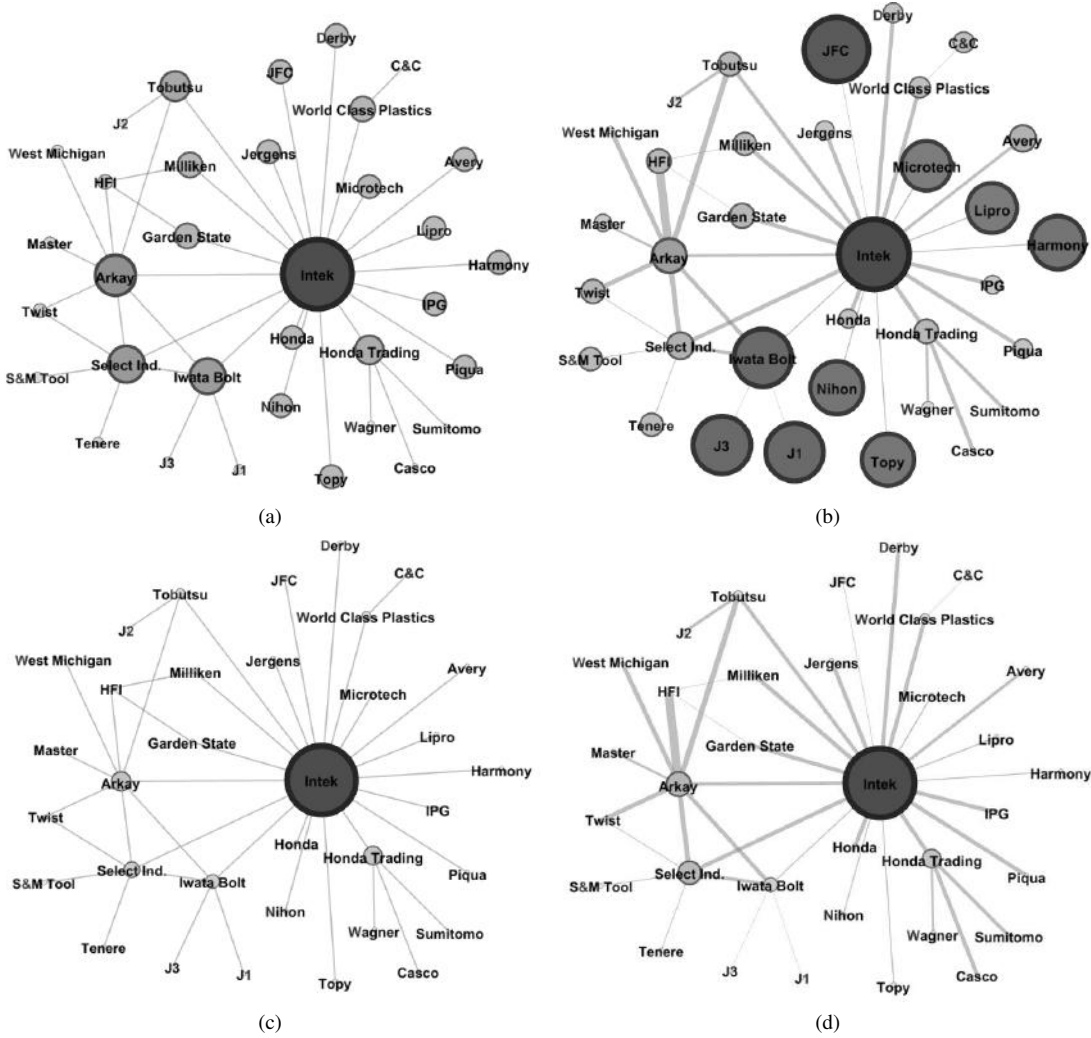 Derby
JFC
C&C
Tobutsu
World Class Plastics
J2
West Michigan
Milliken
Jergens
Avery
HFI
Microtech
Garden State
Lipro
Master
Harmony
Arkay
Intek
Twist
IPG
Honda
Select Ind.
Honda Trading
S&M Tool
Iwata Bolt
Piqua
Nihon
Wagner
Sumitomo
Tenere
J3
J1
Casco
Topy
(a)
Derby
JFC
C&C
Tobutsu
World Class Plastics
J2
West Michigan
Jergens
Milliken
Avery
HFI
Microtech
Lipro
Garden State
Master
Harmony
Arkay
Intek
Twist
IPG
Honda
Honda Trading
Select Ind.
S&M Tool
Iwata Bolt
Piqua
Nihon
Wagner
Sumitomo
Tenere
J3
J1
Casco
Topy
(b)
Derby
JFC
C&C
Tobutsu
World Class Plastics
J2
West Michigan
Milliken
Jergens
Avery
HFI
Microtech
Garden State
Lipro
Master
Harmony
Arkay
Intek
IPG
Twist
Honda
Honda Trading
Select Ind.
S&M Tool
Iwata Bolt
Piqua
Nihon
Wagner
Sumitomo
Tenere
J3
J1
Casco
Topy
(c)
Derby
JFC
C&C
Tobutsu
World Class Plastics
J2
West Michigan
Jergens
Milliken
Avery
HFI
Microtech
Garden State
Lipro
Master
Harmony
Arkay
Intek
IPG
Twist
Honda
Honda Trading
Select Ind.
S&M Tool
Iwata Bolt
Piqua
Nihon
Wagner
Sumitomo
Tenere
J3
J1
Casco
Topy
(d)